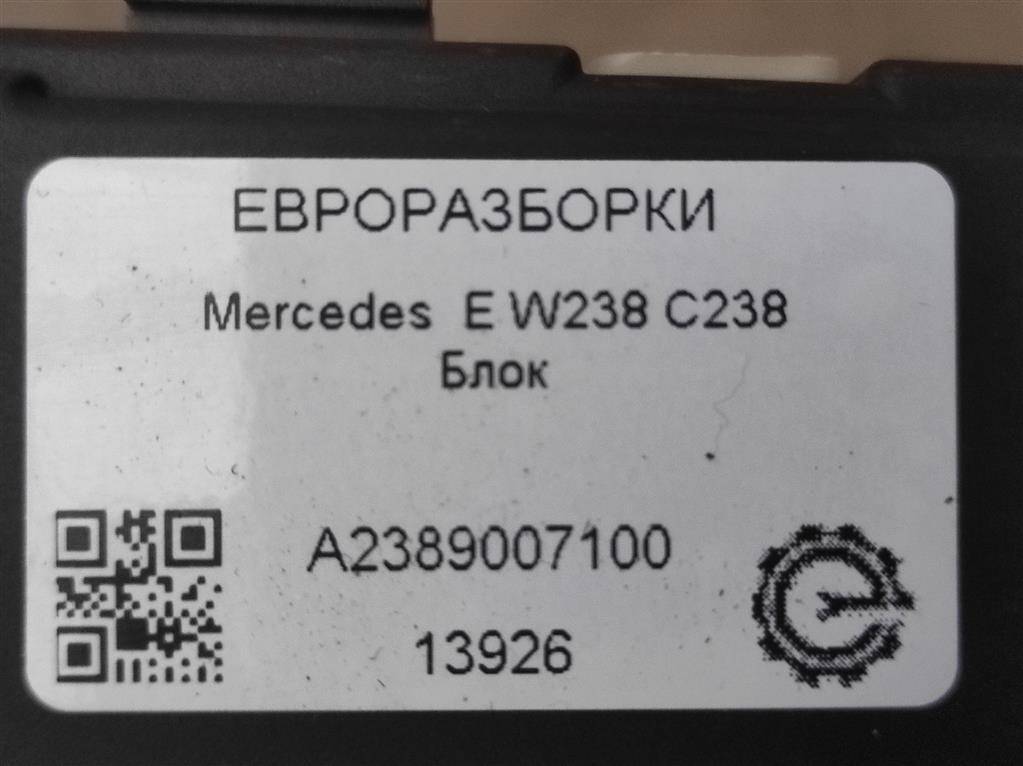 ЕВРОРАЗБОРКИ
Mercedes E W238 C238
Блок
A2389007100
13926